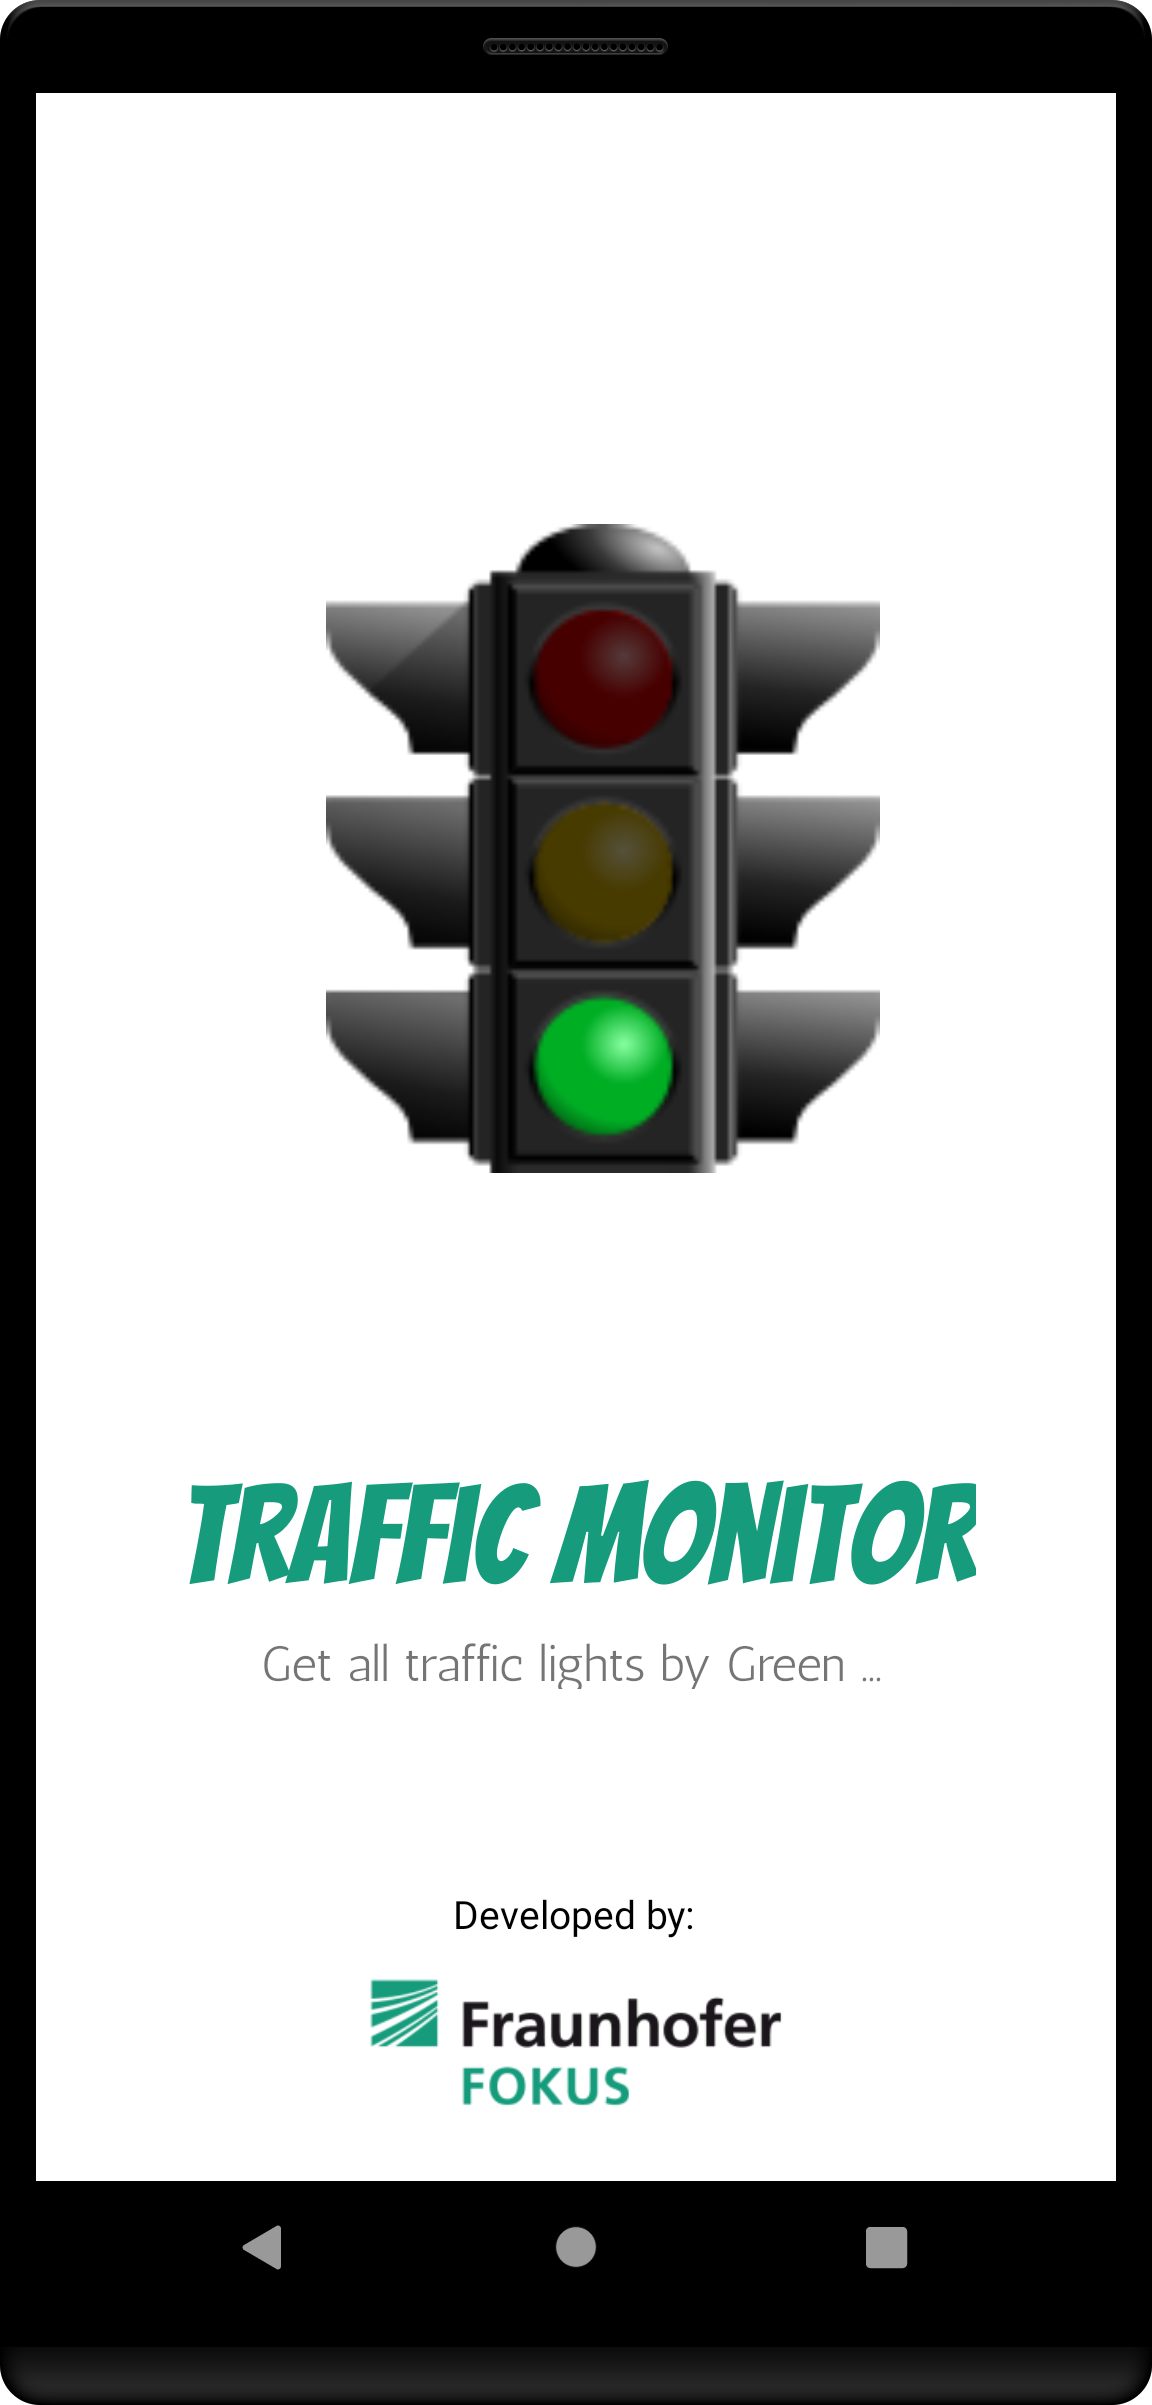 TRAFFIC MONITOR
Get all traffic lights by Green ...
Developed by:
Fraunhofer
FOKUS